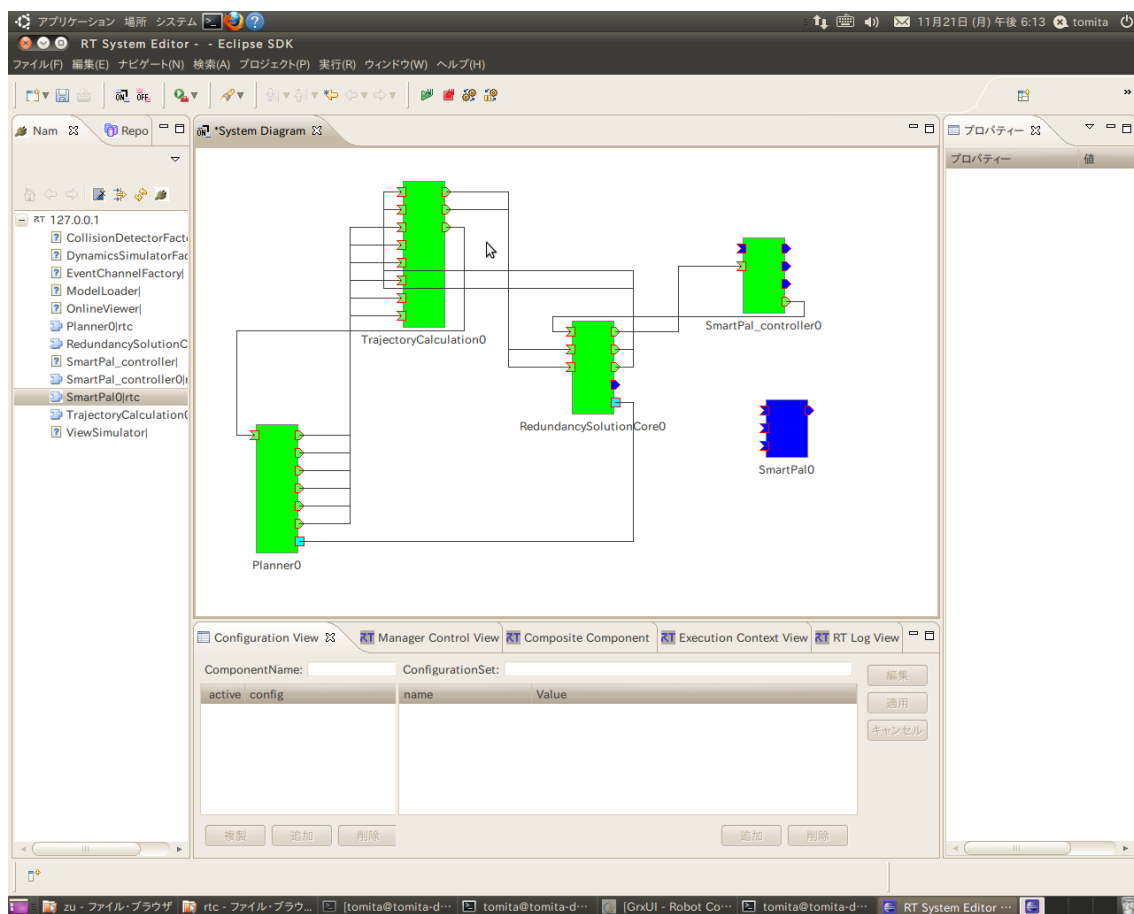 アプリケーション 場所 システム 11月21日 (月) 午後 6:13 tomita
RT System Editor - - Eclipse SDK
ファイル(F) 編集(E) ナビゲート(N) 検索(A) プロジェクト(P) 実行(R) ウィンドウ(W) ヘルプ(H)
ON OFF »
Nam Repo *System Diagram プロパティー
プロパティー 値
RT 127.0.0.1
CollisionDetectorFact
DynamicsSimulatorFac
EventChannelFactory|
ModelLoader|
OnlineViewer|
Planner0|rtc
RedundancySolutionC
SmartPal_controller|
SmartPal_controller0|r
SmartPal0|rtc
TrajectoryCalculation0
ViewSimulator|
TrajectoryCalculation0
SmartPal_controller0
RedundancySolutionCore0
SmartPal0
Planner0
Configuration View RT Manager Control View RT Composite Component RT Execution Context View RT RT Log View
ComponentName: ConfigurationSet: 編集
active config name Value
適用
キャンセル
複製 追加 削除 追加 削除
zu - ファイル・ブラウザ rtc - ファイル・ブラウ... [tomita@tomita-d… tomita@tomita-d… [GrxUI - Robot Co… tomita@tomita-d… RT System Editor …